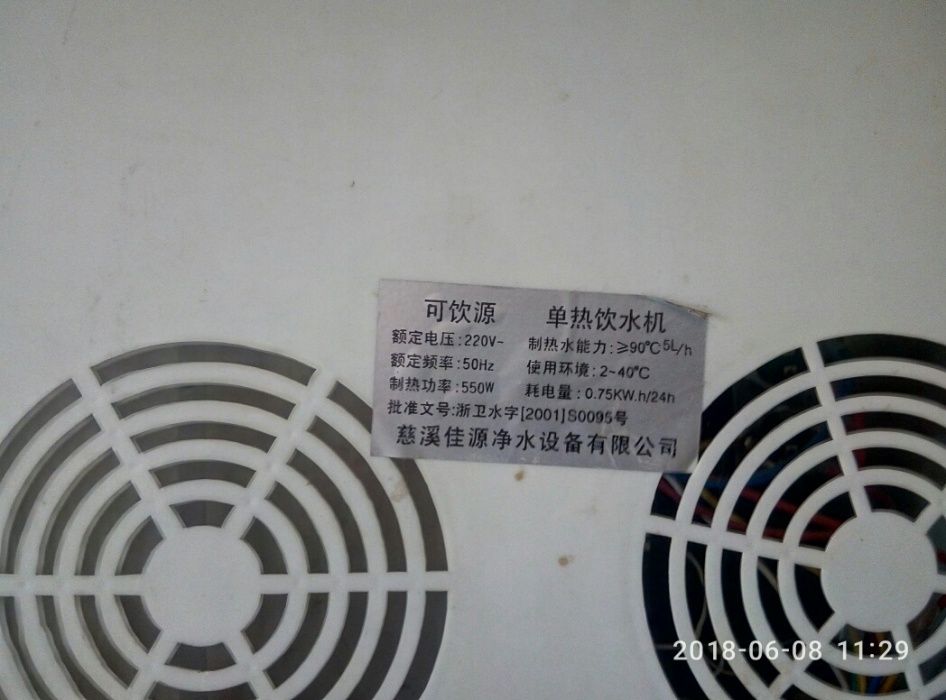 可饮源 单热饮水机
额定电压:220V~ 制热水能力:≥90℃ 5L/h
额定频率:50Hz 使用环境:2~40℃
制热功率:550W 耗电量:0.75KW.h/24h
批准文号:浙卫水字[2001]S0095号
慈溪佳源净水设备有限公司
2018-06-08 11:29